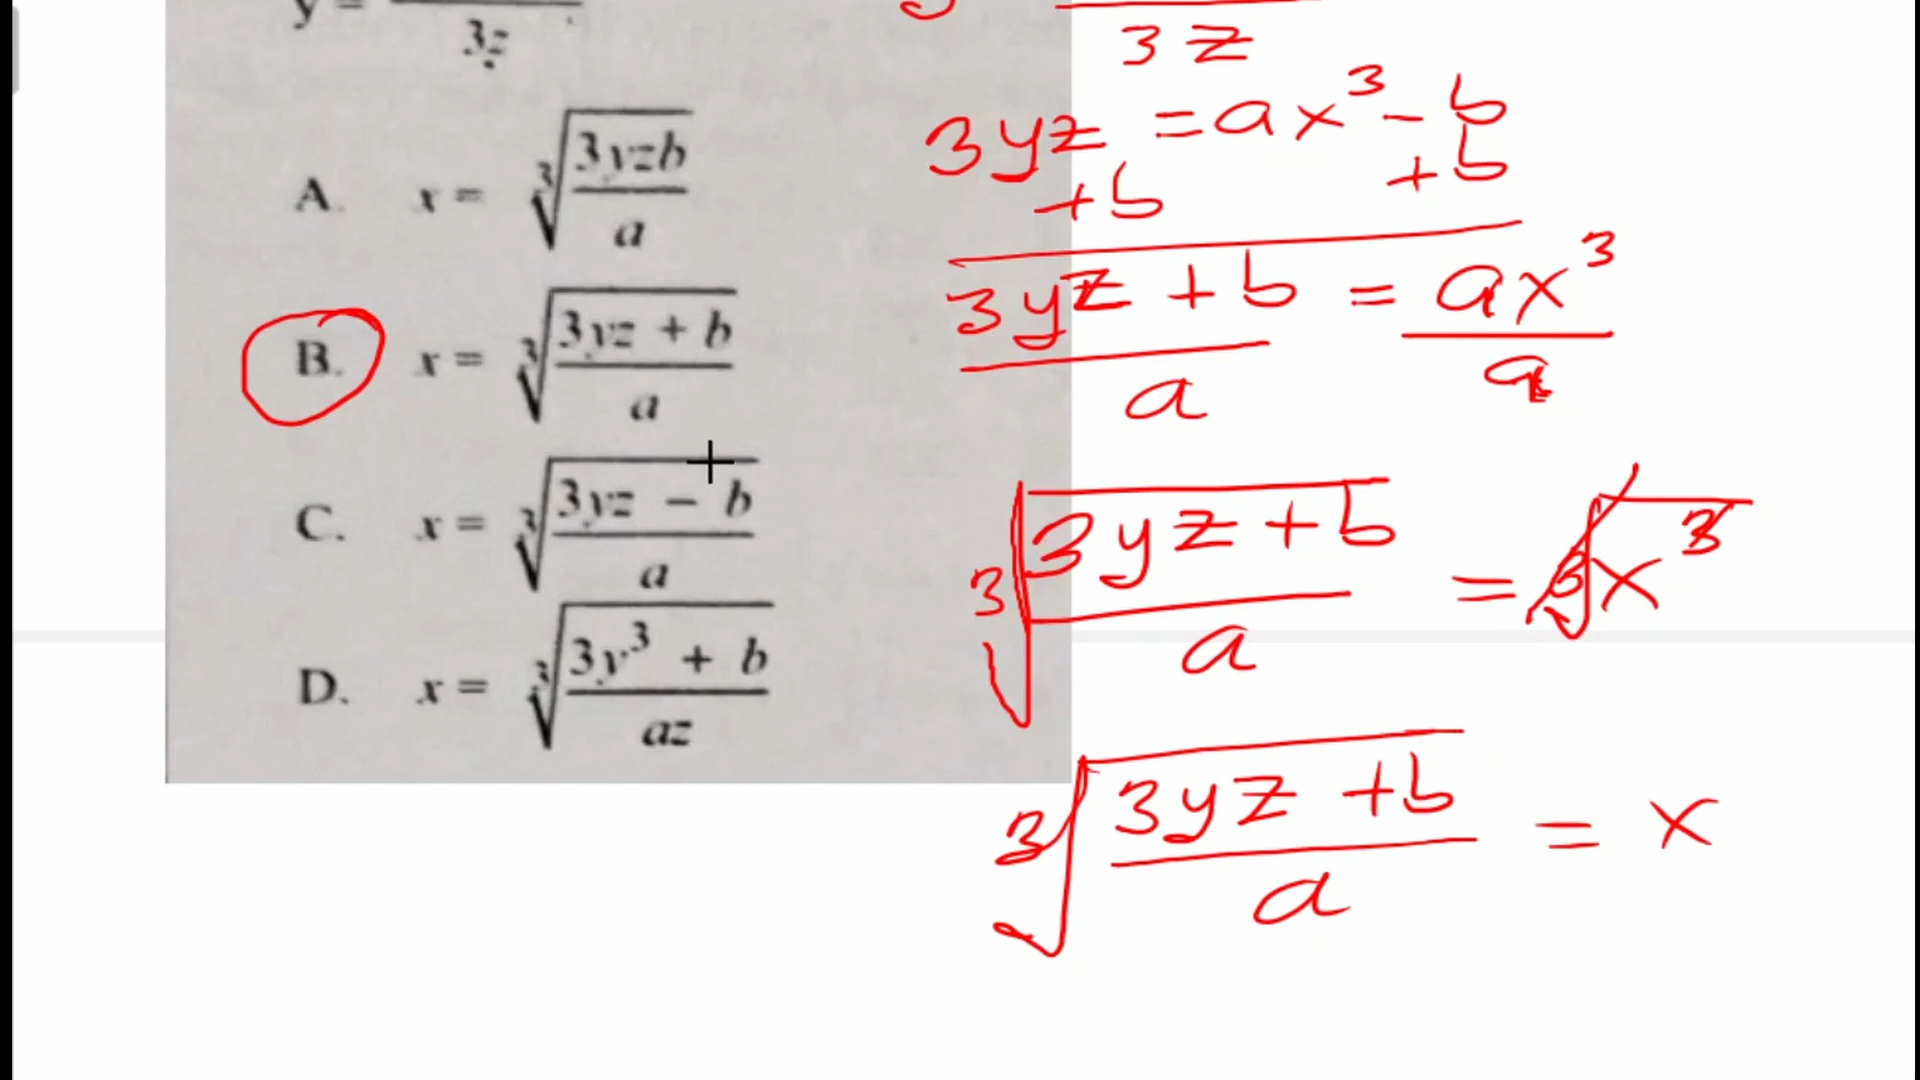 y =
3z
A. x = ∛(3yzb / a)
B. x = ∛((3yz + b) / a)
C. x = ∛((3yz − b) / a)
D. x = ∛((3y³ + b) / az)
3z
3yz = ax³ − b
+b +b
3yz + b = ax³
a a
∛((3yz + b) / a) = ∛x³
∛((3yz + b) / a) = x